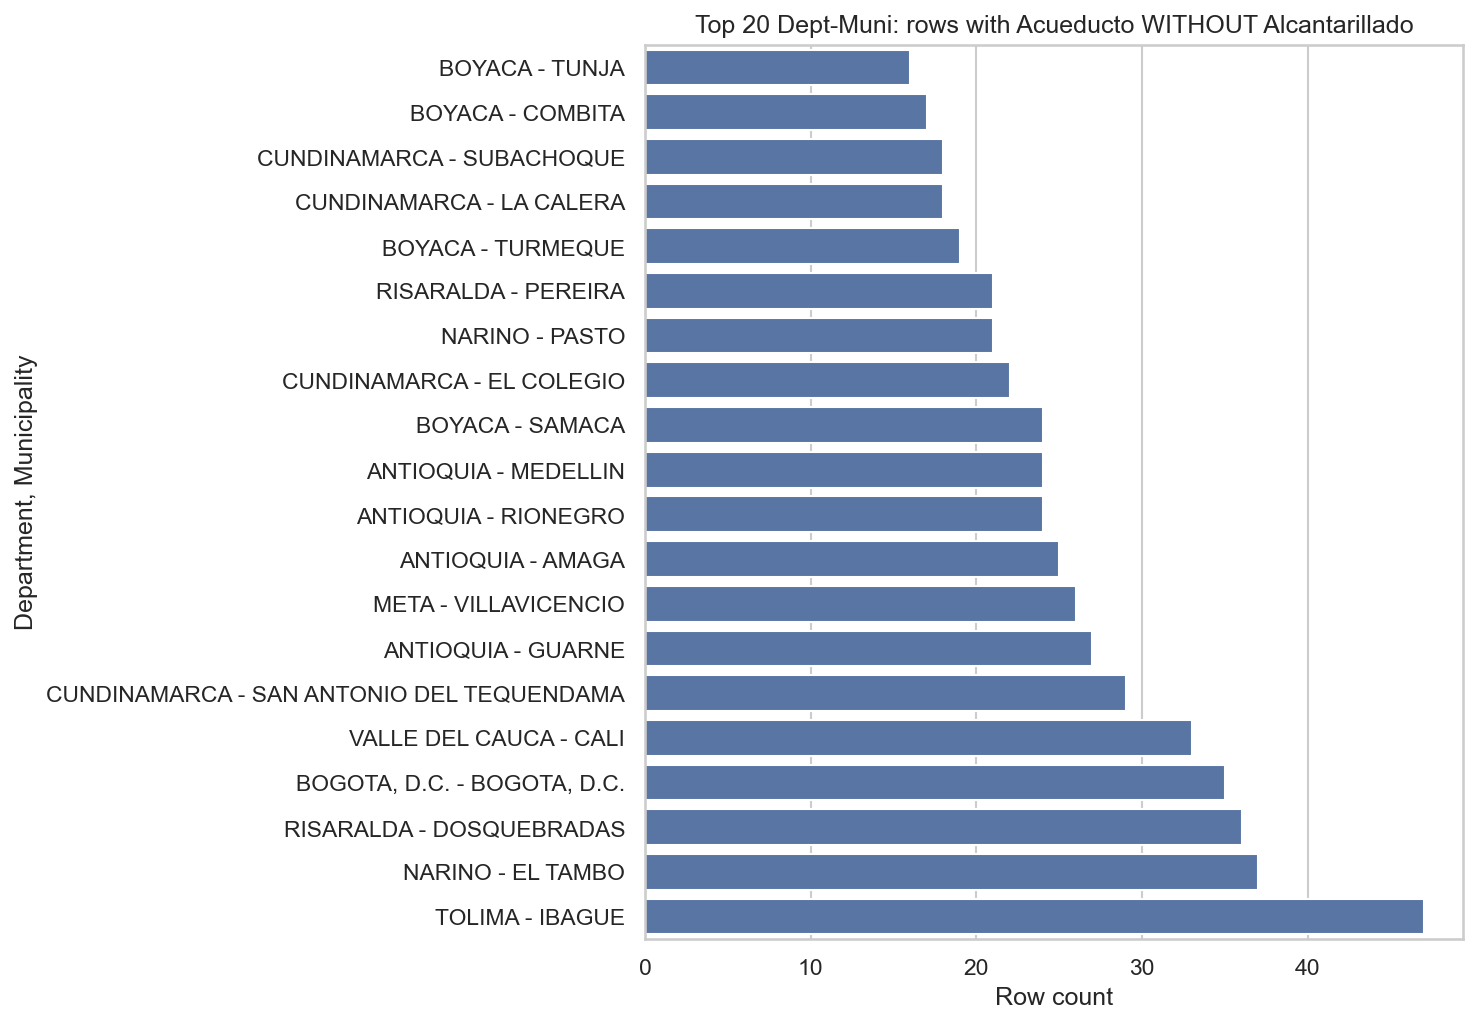 Top 20 Dept-Muni: rows with Acueducto WITHOUT Alcantarillado
Department, Municipality
BOYACA - TUNJA
BOYACA - COMBITA
CUNDINAMARCA - SUBACHOQUE
CUNDINAMARCA - LA CALERA
BOYACA - TURMEQUE
RISARALDA - PEREIRA
NARINO - PASTO
CUNDINAMARCA - EL COLEGIO
BOYACA - SAMACA
ANTIOQUIA - MEDELLIN
ANTIOQUIA - RIONEGRO
ANTIOQUIA - AMAGA
META - VILLAVICENCIO
ANTIOQUIA - GUARNE
CUNDINAMARCA - SAN ANTONIO DEL TEQUENDAMA
VALLE DEL CAUCA - CALI
BOGOTA, D.C. - BOGOTA, D.C.
RISARALDA - DOSQUEBRADAS
NARINO - EL TAMBO
TOLIMA - IBAGUE
0 10 20 30 40
Row count